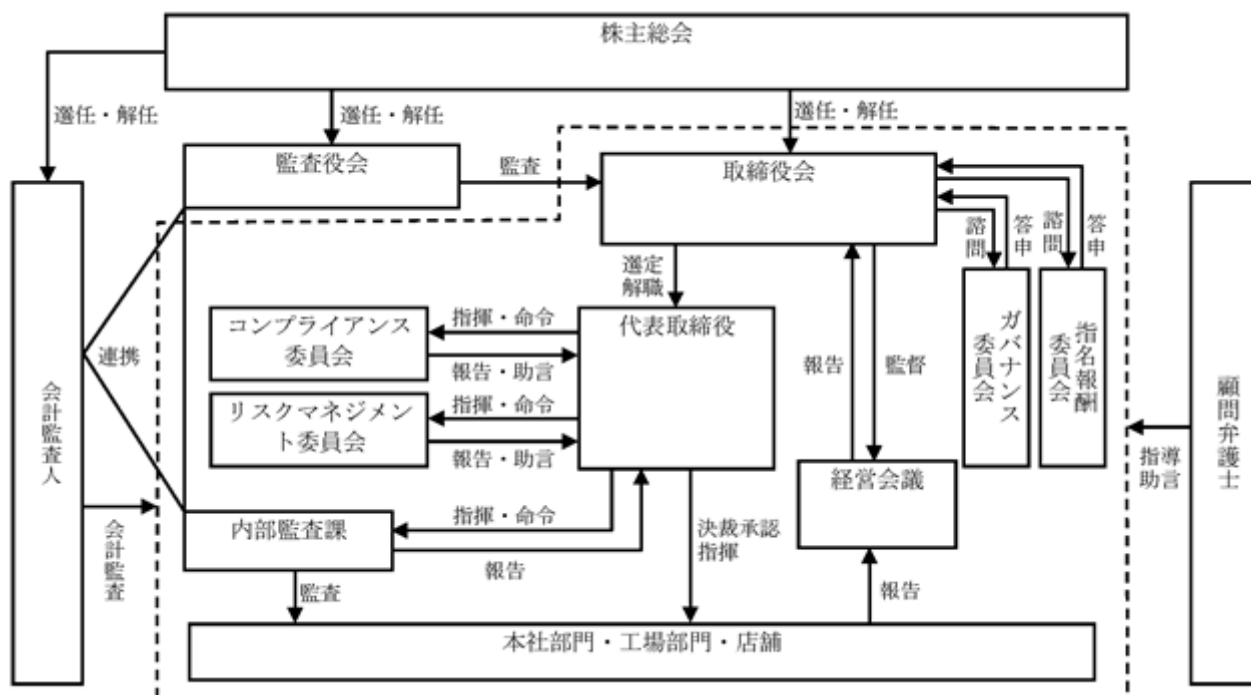 株主総会
選任・解任
選任・解任
選任・解任
監査役会
監査
取締役会
諮問
答申
諮問
答申
選定
解職
コンプライアンス
委員会
指揮・命令
報告・助言
代表取締役
報告
監督
ガバナンス
委員会
指名報酬
委員会
連携
リスクマネジメン
ト委員会
指揮・命令
報告・助言
会計監査人
顧問弁護士
指導
助言
経営会議
内部監査課
指揮・命令
報告
決裁承認
指揮
会計監査
監査
報告
本社部門・工場部門・店舗